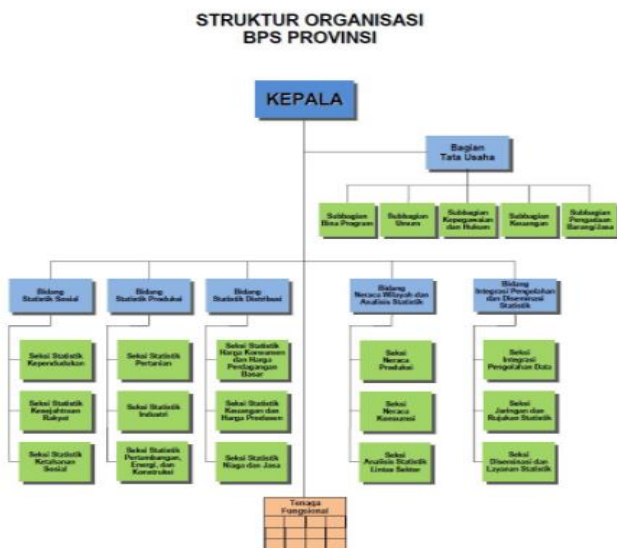 STRUKTUR ORGANISASI
BPS PROVINSI
KEPALA
Bagian
Tata Usaha
Subbagian
Bina Program
Subbagian
Umum
Subbagian
Kepegawaian
dan Hukum
Subbagian
Keuangan
Subbagian
Pengadaan
Barang/Jasa
Bidang
Statistik Sosial
Bidang
Statistik Produksi
Bidang
Statistik Distribusi
Bidang
Neraca Wilayah dan
Analisis Statistik
Bidang
Integrasi Pengolahan
dan Diseminasi
Statistik
Seksi Statistik
Kependudukan
Seksi Statistik
Pertanian
Seksi Statistik
Harga Konsumen
dan Harga
Perdagangan
Besar
Seksi
Neraca
Produksi
Seksi
Integrasi
Pengolahan Data
Seksi Statistik
Kesejahteraan
Rakyat
Seksi Statistik
Industri
Seksi Statistik
Keuangan dan
Harga Produsen
Seksi
Neraca
Konsumsi
Seksi
Jaringan dan
Rujukan Statistik
Seksi Statistik
Ketahanan
Sosial
Seksi Statistik
Pertambangan,
Energi, dan
Konstruksi
Seksi Statistik
Niaga dan Jasa
Seksi
Analisis Statistik
Lintas Sektor
Seksi
Diseminasi dan
Layanan Statistik
Tenaga
Fungsional